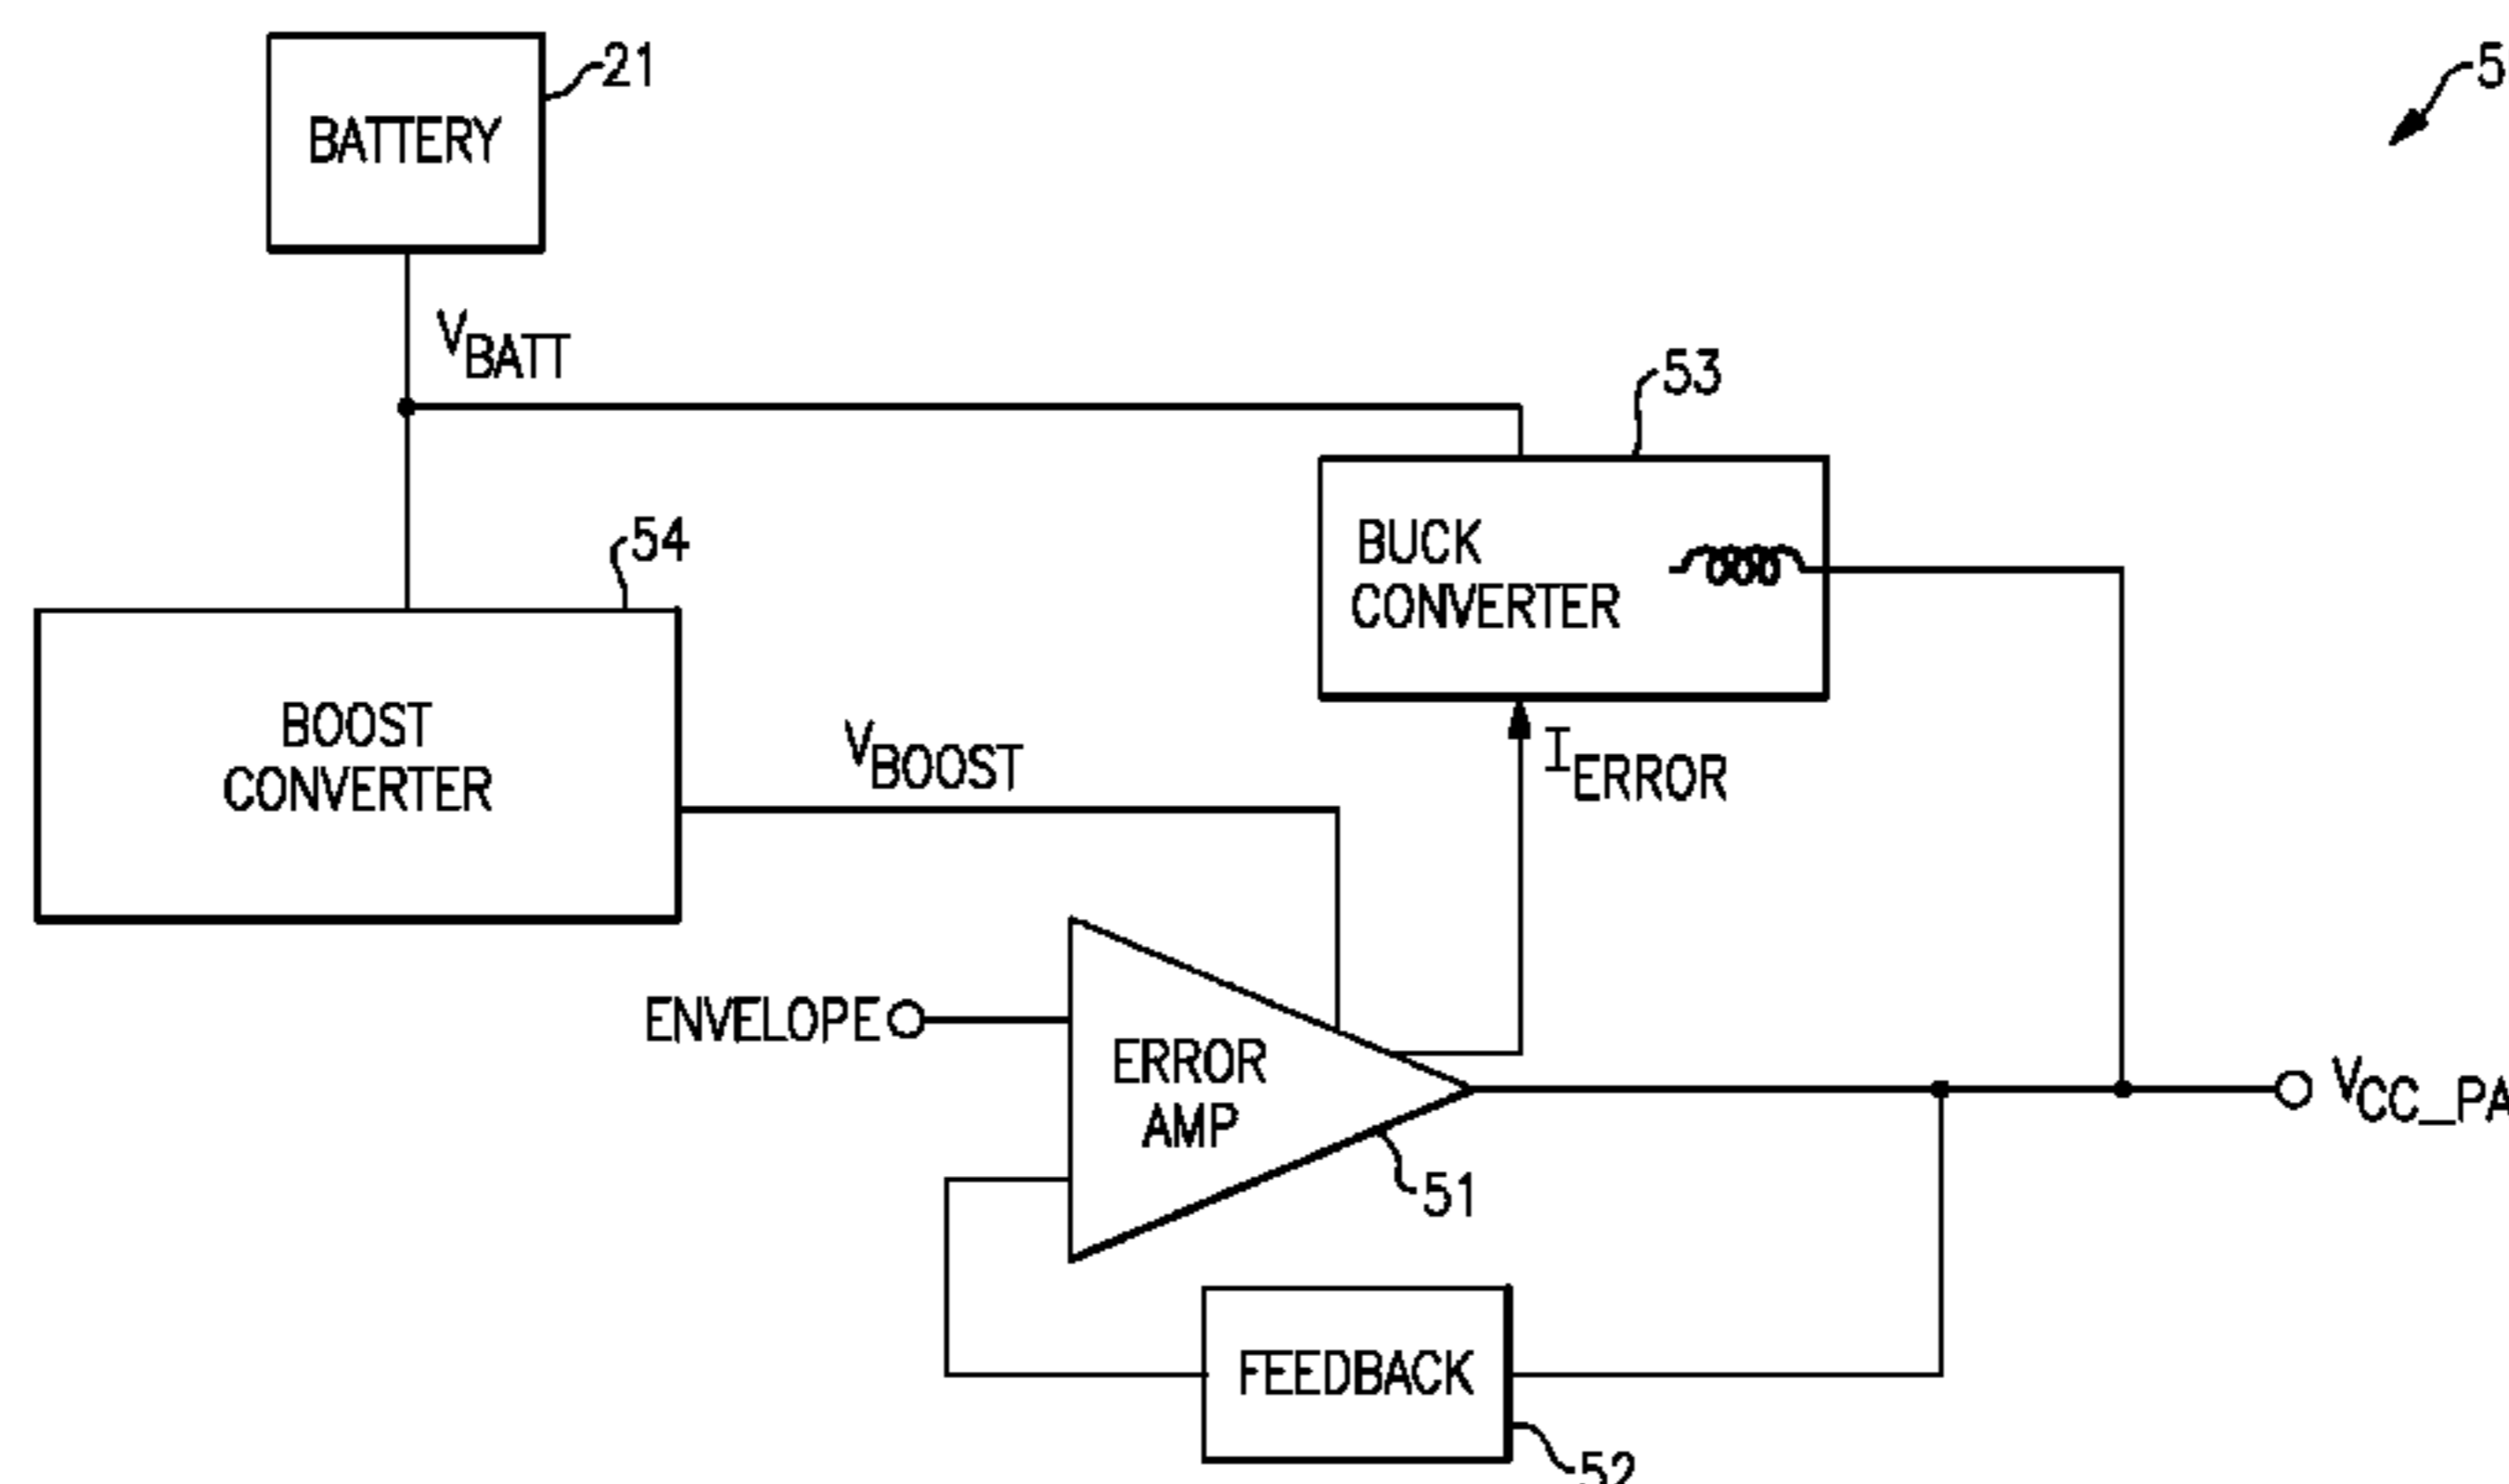 21
5
BATTERY
VBATT
53
54
BUCK
CONVERTER
BOOST
CONVERTER
VBOOST
IERROR
ENVELOPE
ERROR
AMP
VCC_PA
51
FEEDBACK
52